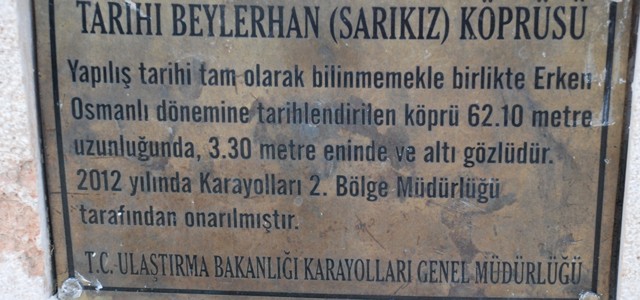 TARİHİ BEYLERHAN (SARIKIZ) KÖPRÜSÜ
Yapılış tarihi tam olarak bilinmemekle birlikte Erken
Osmanlı dönemine tarihlendirilen köprü 62.10 metre
uzunluğunda, 3.30 metre eninde ve altı gözlüdür.
2012 yılında Karayolları 2. Bölge Müdürlüğü
tarafından onarılmıştır.
T.C. ULAŞTIRMA BAKANLIĞI KARAYOLLARI GENEL MÜDÜRLÜĞÜ